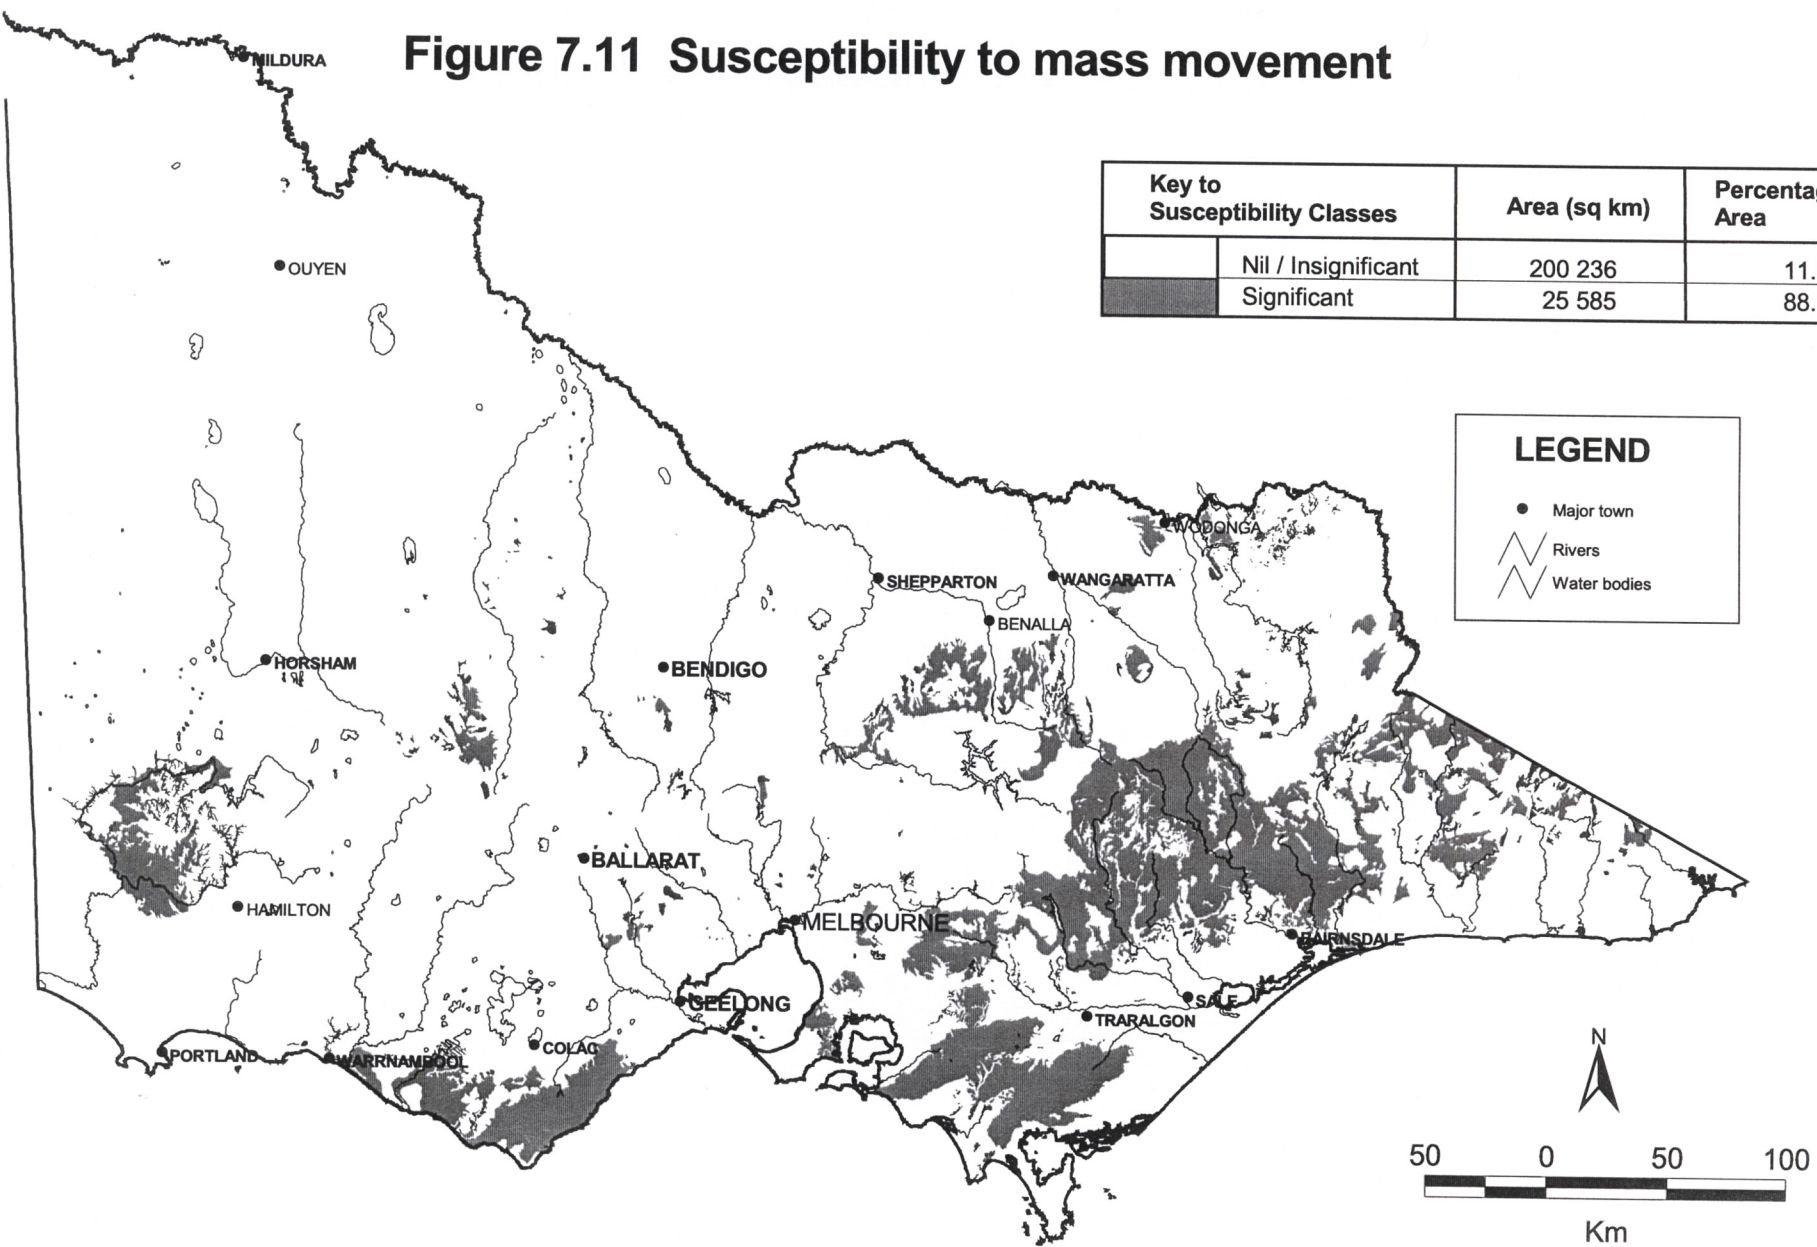 Figure 7.11 Susceptibility to mass movement
MILDURA
Key to
Susceptibility Classes
Area (sq km)
Area
Nil / Insignificant
200 236
11.
Significant
25 585
88.
OUYEN
LEGEND
Major town
Rivers
Water bodies
WODONGA
SHEPPARTON
WANGARATTA
BENALLA
HORSHAM
BENDIGO
BALLARAT
HAMILTON
MELBOURNE
BAIRNSDALE
GEELONG
SALE
TRARALGON
COLAC
PORTLAND
WARRNAMBOOL
N
50 0 50 100
Km